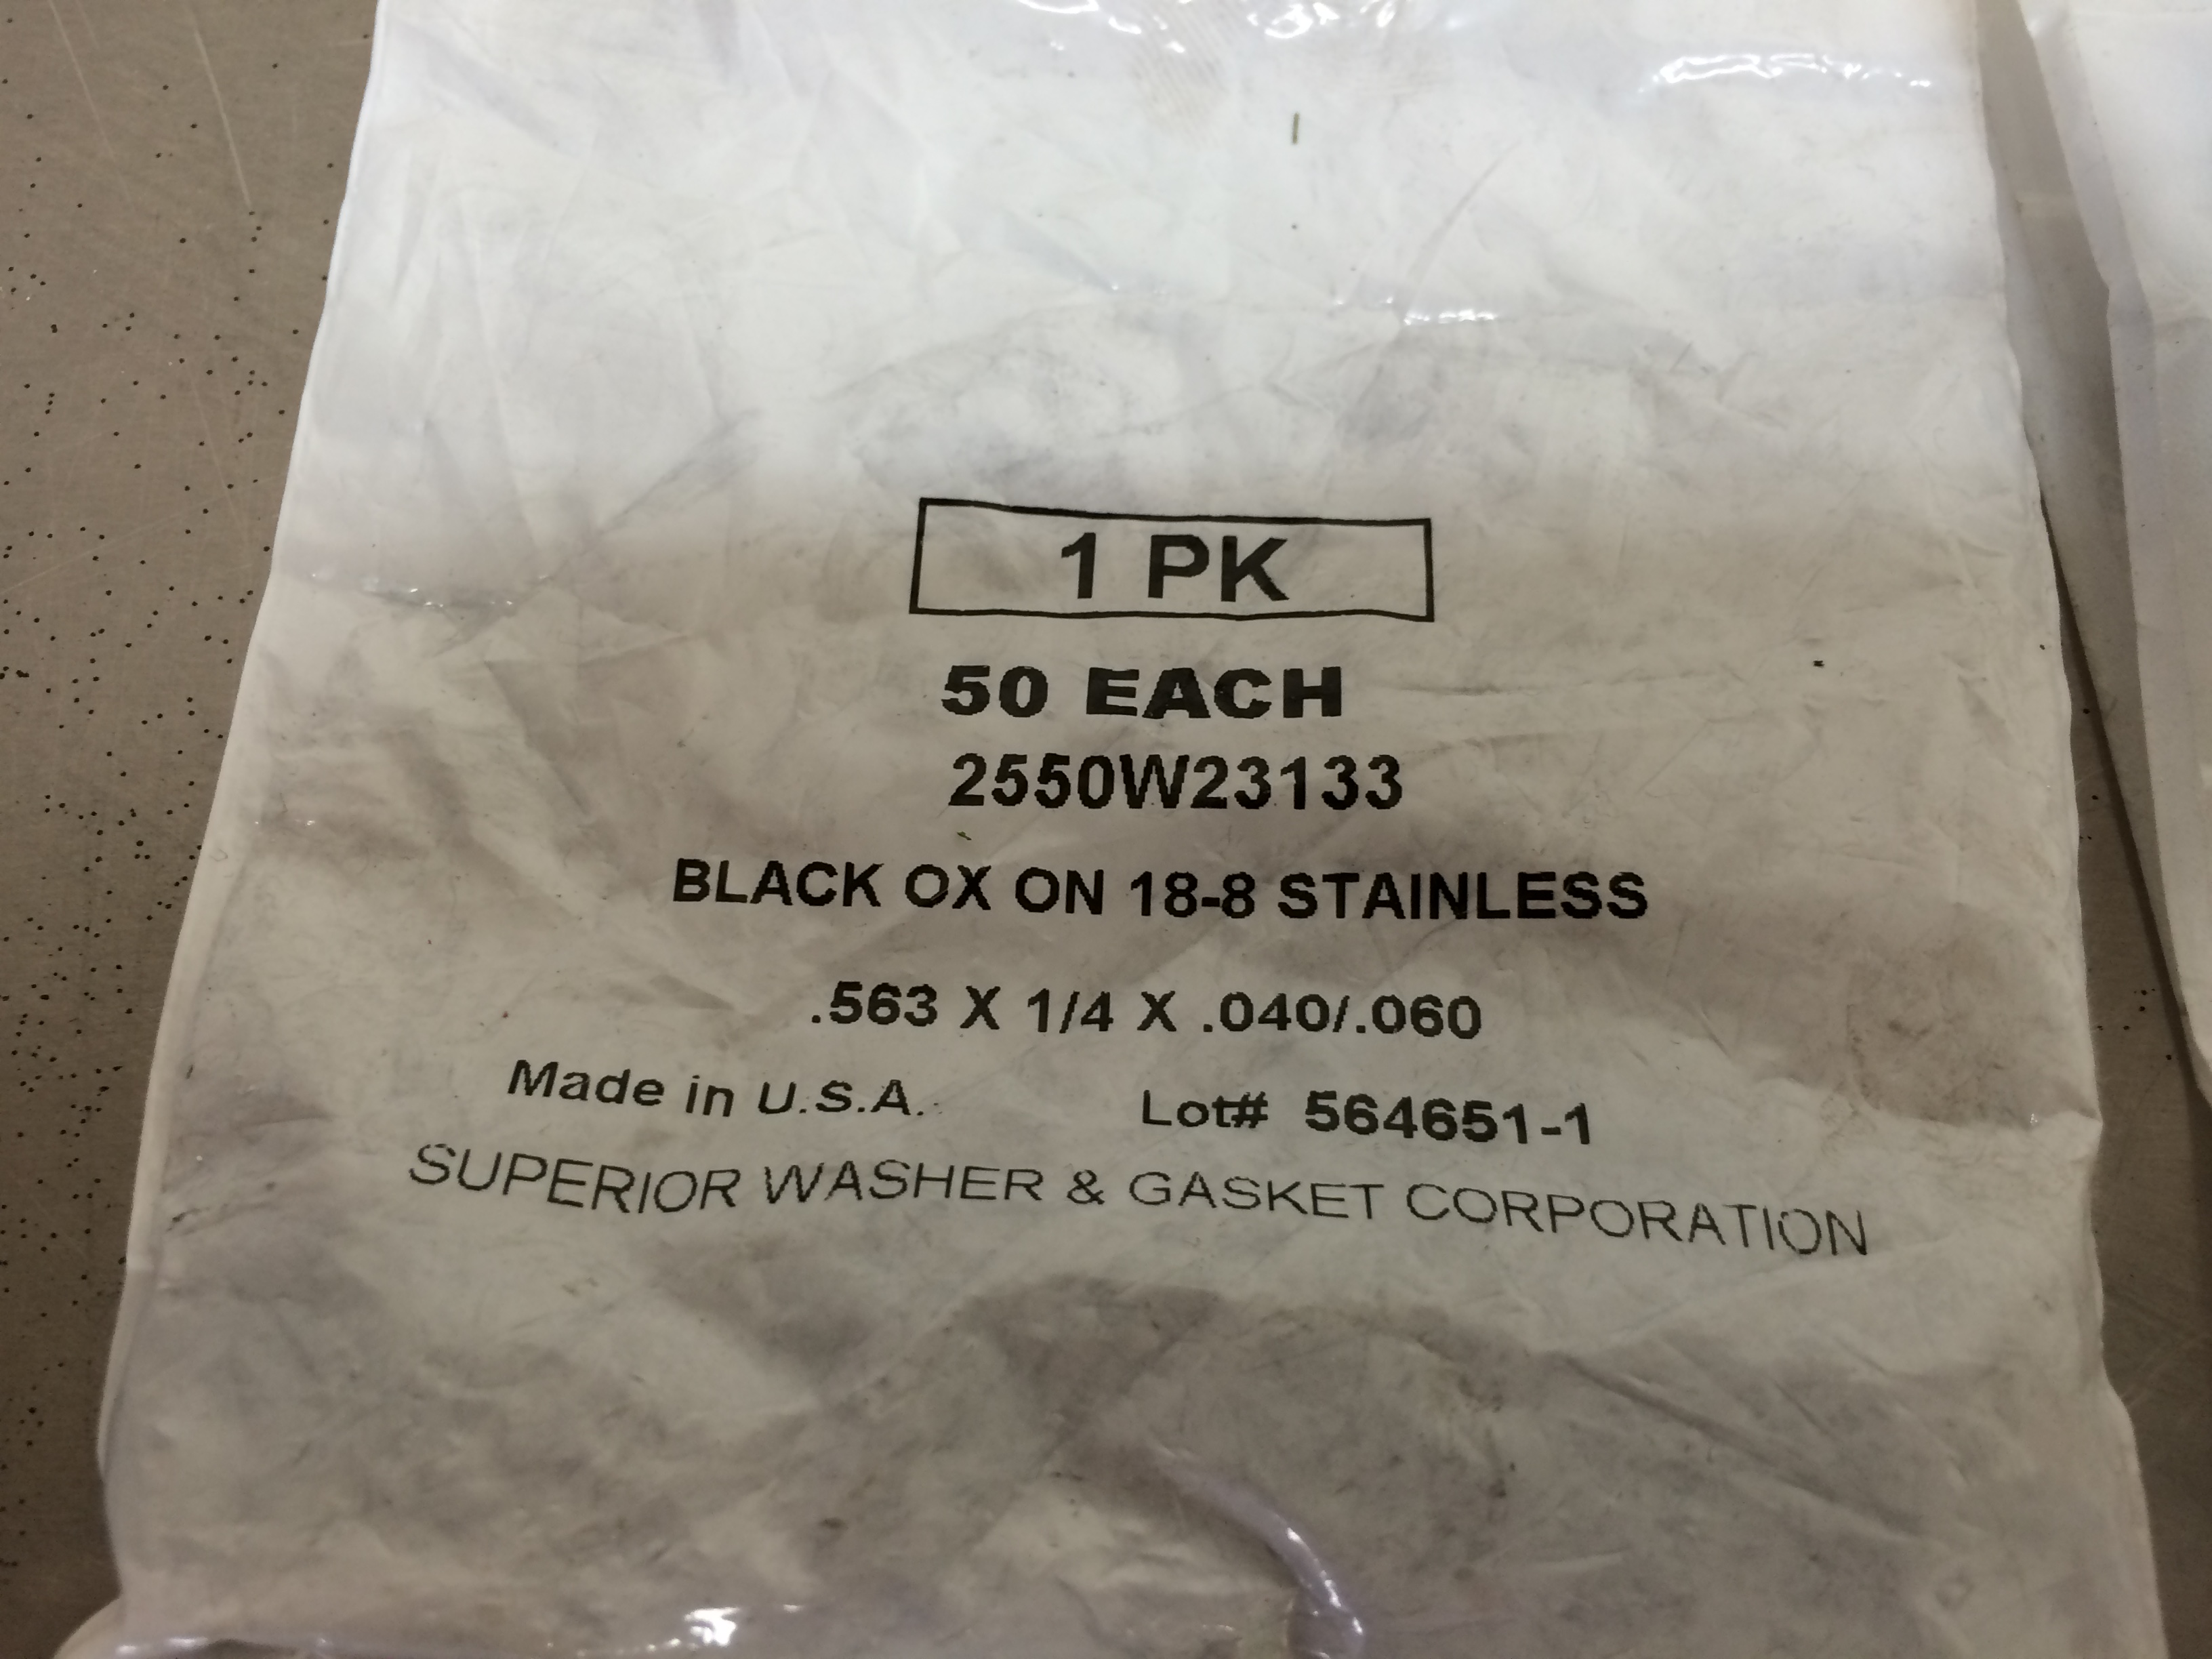 1 PK
50 EACH
2550W23133
BLACK OX ON 18-8 STAINLESS
.563 X 1/4 X .040/.060
Made in U.S.A. Lot# 564651-1
SUPERIOR WASHER & GASKET CORPORATION